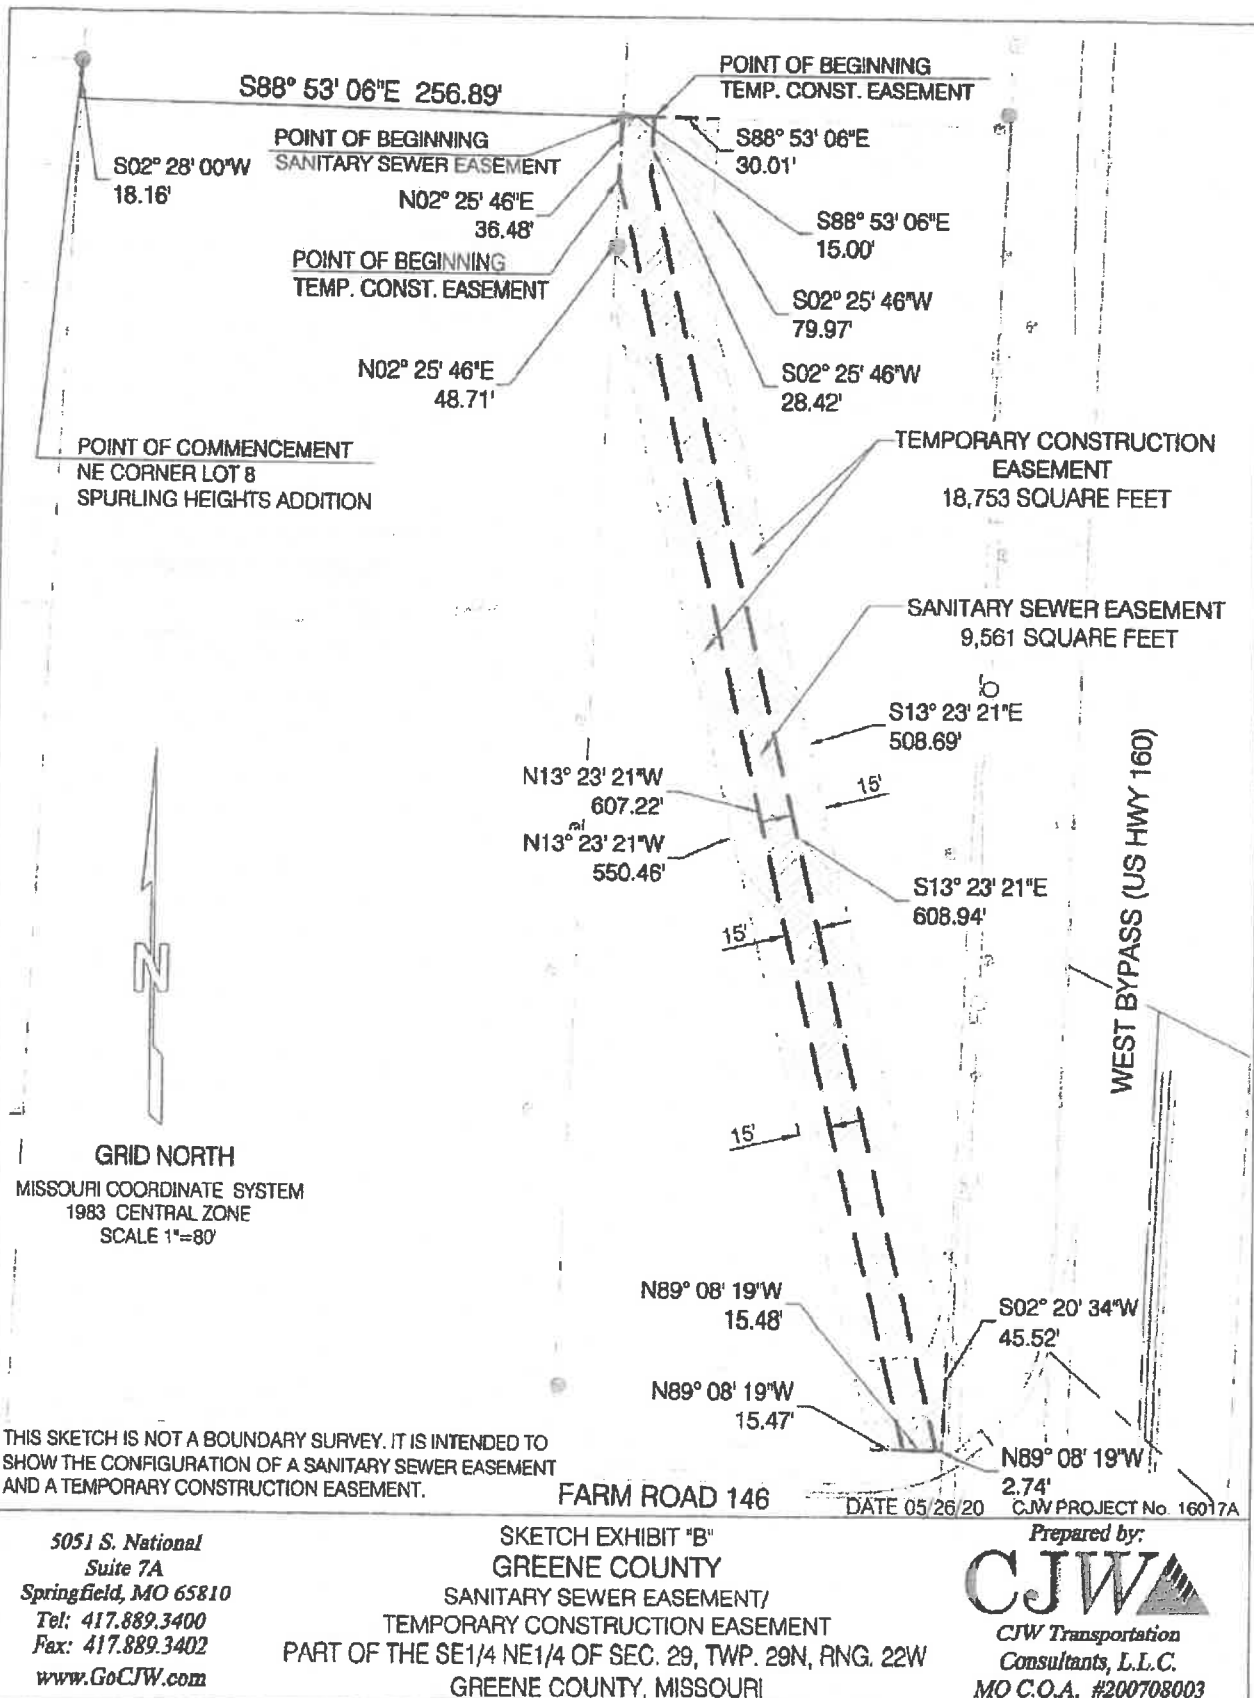 S88° 53' 06"E 256.89'
POINT OF BEGINNING
TEMP. CONST. EASEMENT
POINT OF BEGINNING
SANITARY SEWER EASEMENT
S88° 53' 06"E
30.01'
S02° 28' 00"W
18.16'
N02° 25' 46"E
36.48'
S88° 53' 06"E
15.00'
POINT OF BEGINNING
TEMP. CONST. EASEMENT
S02° 25' 46"W
79.97'
N02° 25' 46"E
48.71'
S02° 25' 46"W
28.42'
POINT OF COMMENCEMENT
NE CORNER LOT 8
SPURLING HEIGHTS ADDITION
TEMPORARY CONSTRUCTION
EASEMENT
18,753 SQUARE FEET
SANITARY SEWER EASEMENT
9,561 SQUARE FEET
S13° 23' 21"E
508.69'
N13° 23' 21"W
607.22'
15'
N13° 23' 21"W
550.46'
S13° 23' 21"E
608.94'
15'
WEST BYPASS (US HWY 160)
N
15'
GRID NORTH
MISSOURI COORDINATE SYSTEM
1983 CENTRAL ZONE
SCALE 1"=80'
N89° 08' 19"W
15.48'
S02° 20' 34"W
45.52'
N89° 08' 19"W
15.47'
N89° 08' 19"W
2.74'
THIS SKETCH IS NOT A BOUNDARY SURVEY. IT IS INTENDED TO
SHOW THE CONFIGURATION OF A SANITARY SEWER EASEMENT
AND A TEMPORARY CONSTRUCTION EASEMENT.
FARM ROAD 146
DATE 05/26/20 CJW PROJECT No. 16017A
5051 S. National
Suite 7A
Springfield, MO 65810
Tel: 417.889.3400
Fax: 417.889.3402
www.GoCJW.com
SKETCH EXHIBIT "B"
GREENE COUNTY
SANITARY SEWER EASEMENT/
TEMPORARY CONSTRUCTION EASEMENT
PART OF THE SE1/4 NE1/4 OF SEC. 29, TWP. 29N, RNG. 22W
GREENE COUNTY, MISSOURI
Prepared by:
CJW
CJW Transportation
Consultants, L.L.C.
MO C.O.A. #200708003